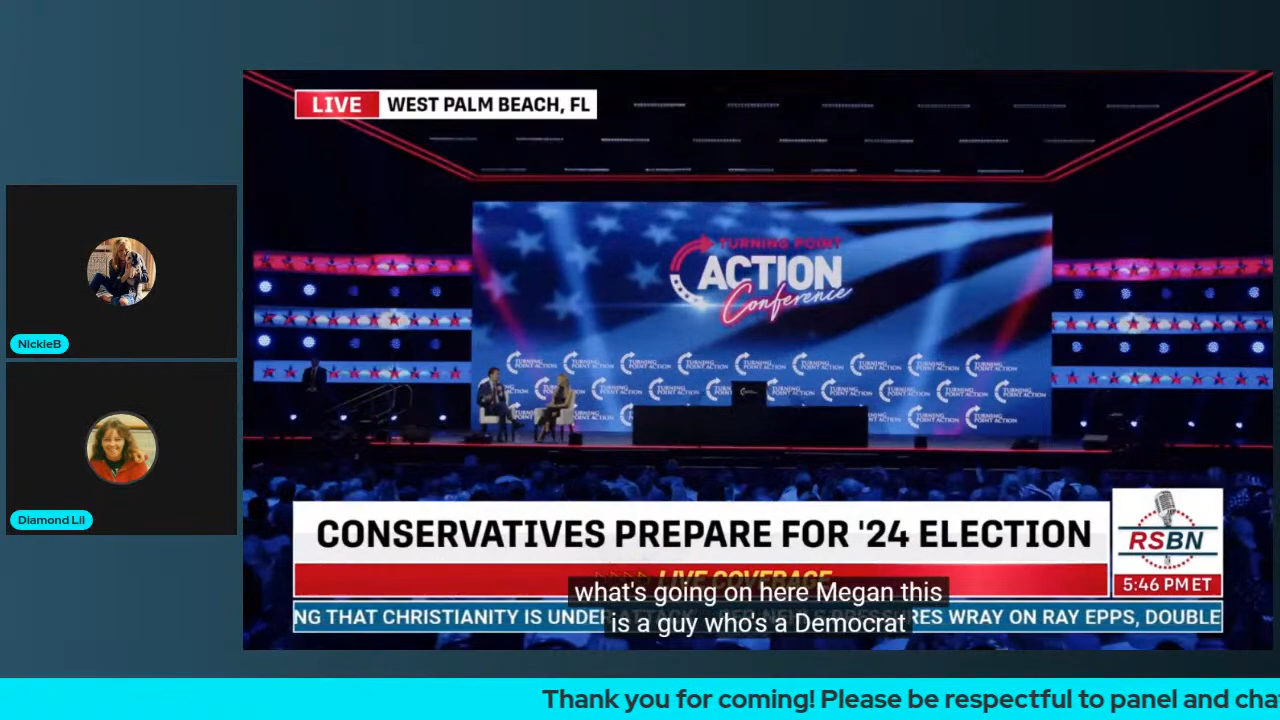 LIVE WEST PALM BEACH, FL
TURNING POINT
ACTION
Conference
NickieB
Diamond Lil
CONSERVATIVES PREPARE FOR '24 ELECTION
LIVE COVERAGE
RSBN
5:46 PM ET
what's going on here Megan this
is a guy who's a Democrat
NG THAT CHRISTIANITY IS UNDER
RES WRAY ON RAY EPPS, DOUBLE
Thank you for coming! Please be respectful to panel and cha